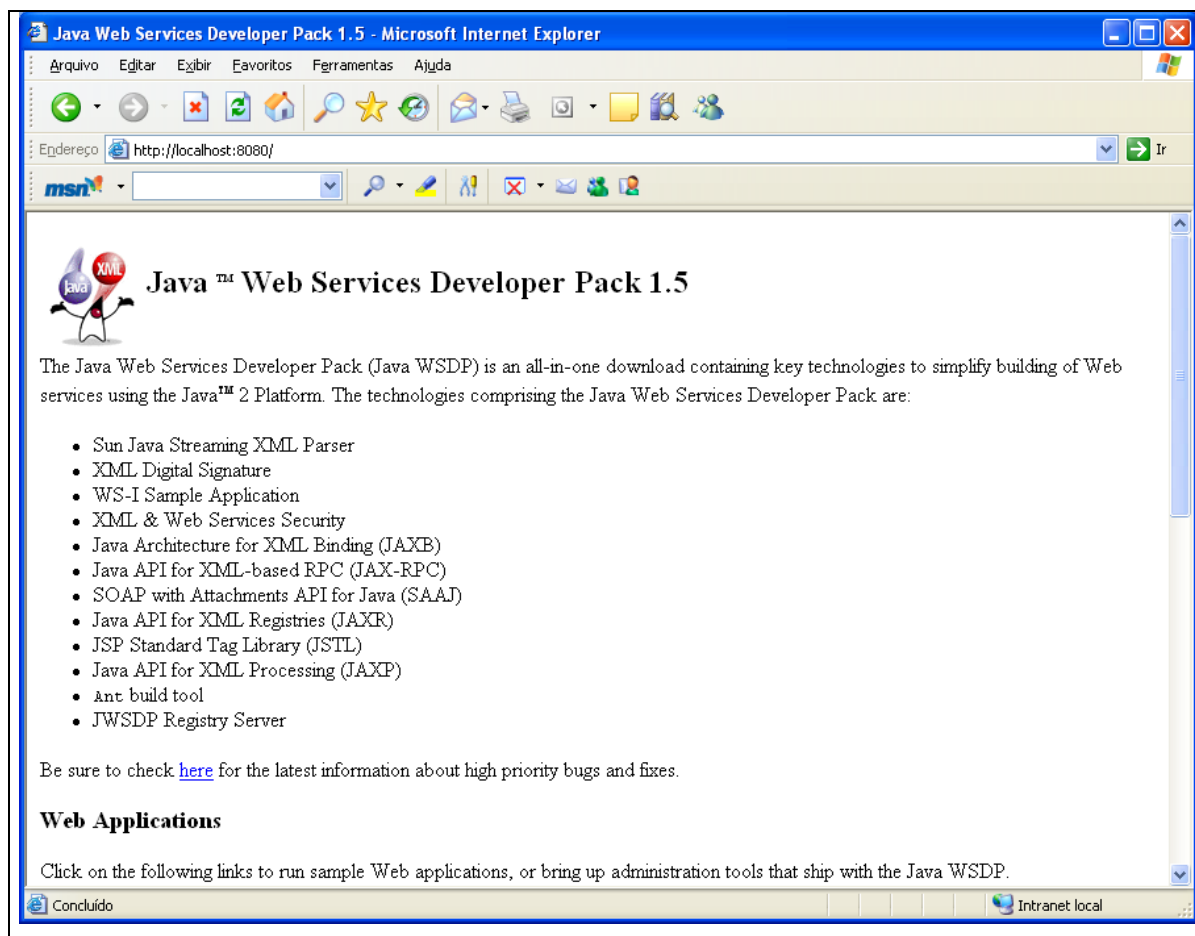 Java Web Services Developer Pack 1.5 - Microsoft Internet Explorer
Arquivo Editar Exibir Favoritos Ferramentas Ajuda
Endereço http://localhost:8080/ Ir
msn
Java XML
Java ™ Web Services Developer Pack 1.5
The Java Web Services Developer Pack (Java WSDP) is an all-in-one download containing key technologies to simplify building of Web
services using the Java™ 2 Platform. The technologies comprising the Java Web Services Developer Pack are:
• Sun Java Streaming XML Parser
• XML Digital Signature
• WS-I Sample Application
• XML & Web Services Security
• Java Architecture for XML Binding (JAXB)
• Java API for XML-based RPC (JAX-RPC)
• SOAP with Attachments API for Java (SAAJ)
• Java API for XML Registries (JAXR)
• JSP Standard Tag Library (JSTL)
• Java API for XML Processing (JAXP)
• Ant build tool
• JWSDP Registry Server
Be sure to check here for the latest information about high priority bugs and fixes.
Web Applications
Click on the following links to run sample Web applications, or bring up administration tools that ship with the Java WSDP.
Concluído Intranet local